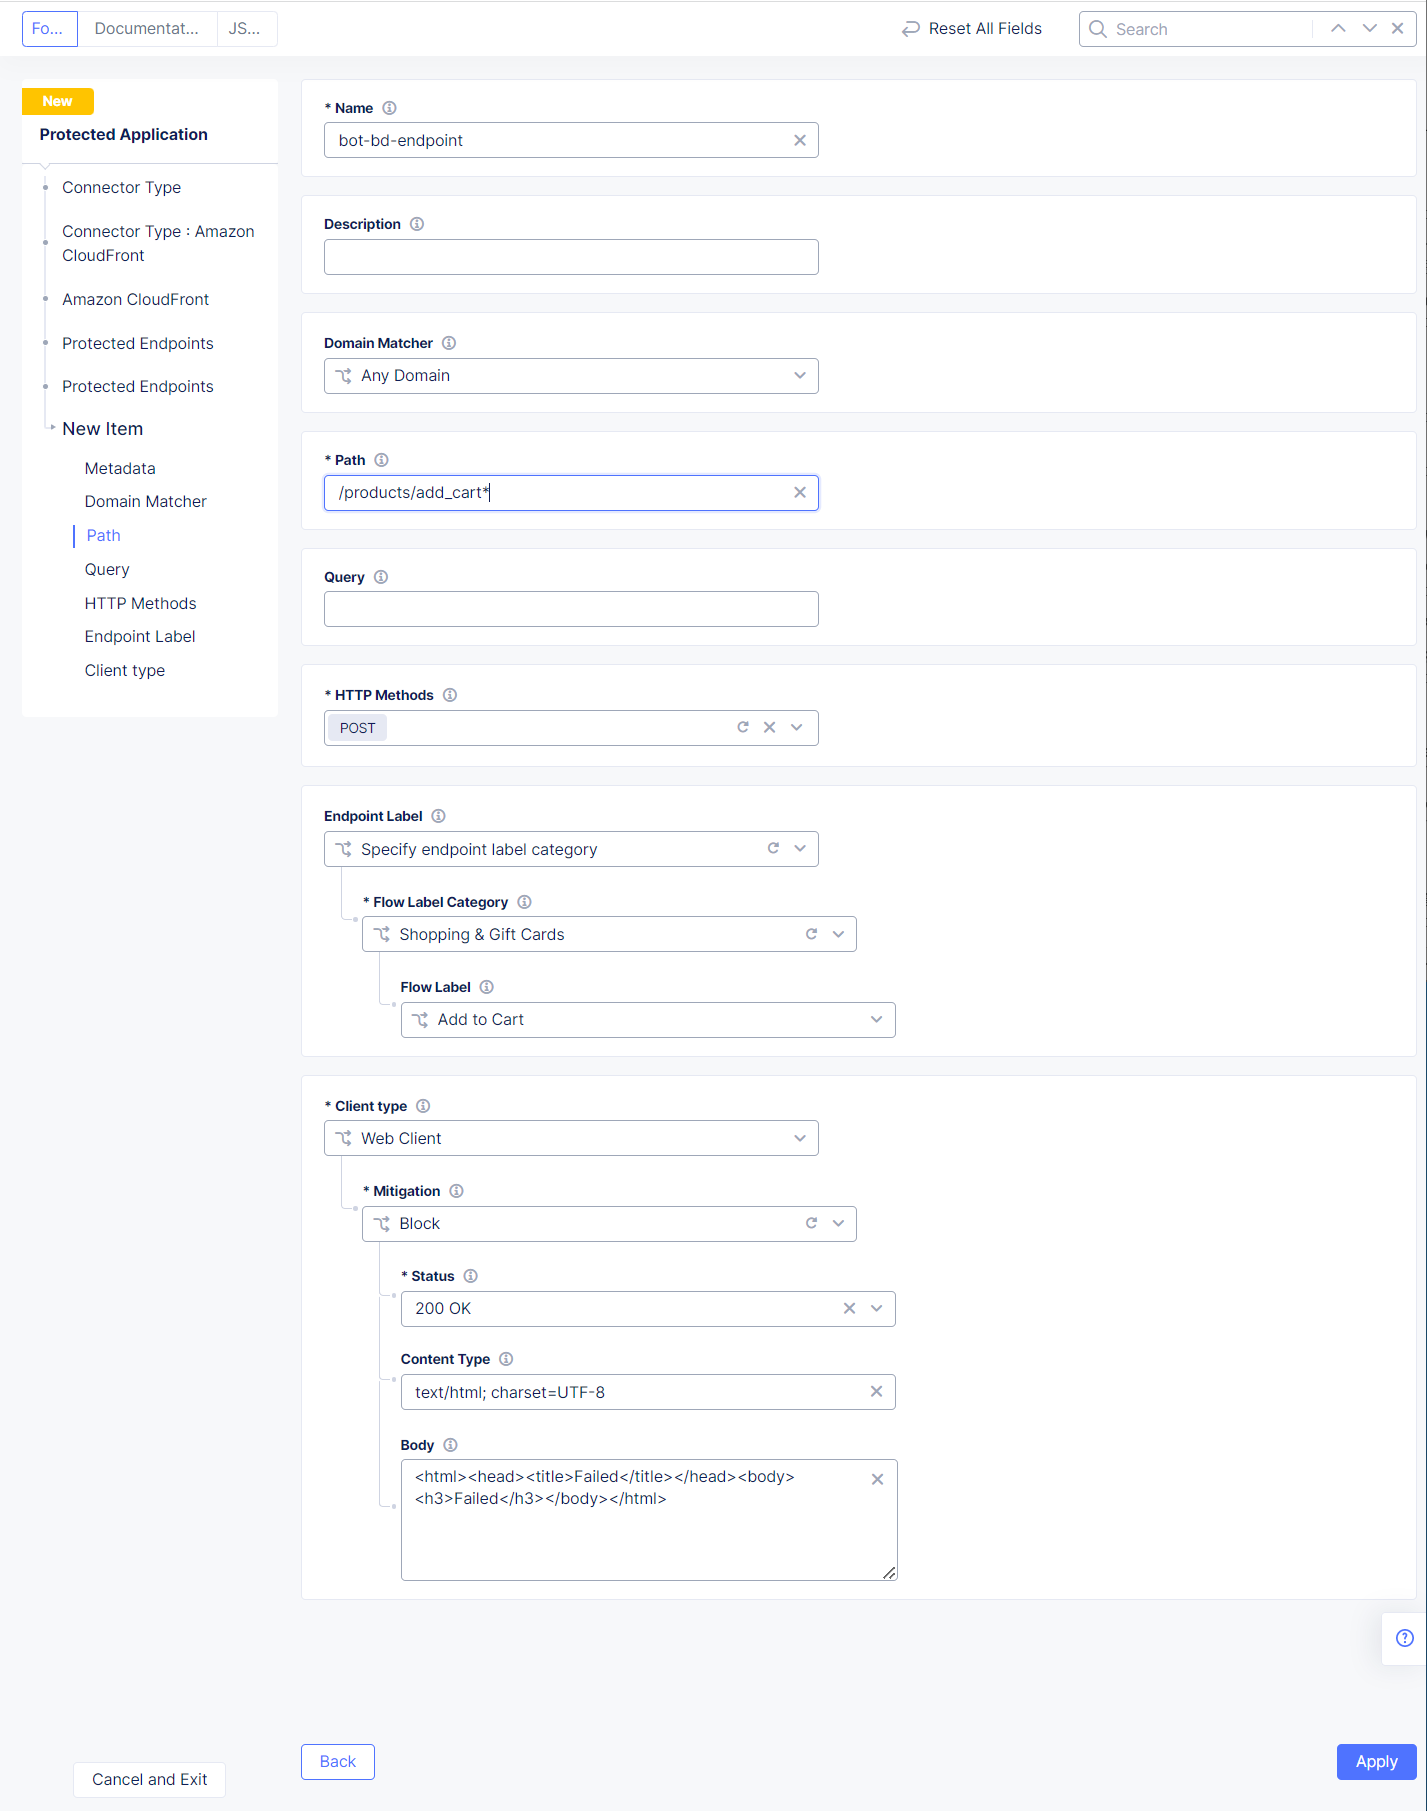 Fo...
Documentat...
JS...
Reset All Fields
Search
New
Protected Application
Connector Type
Connector Type : Amazon
CloudFront
Amazon CloudFront
Protected Endpoints
Protected Endpoints
New Item
Metadata
Domain Matcher
Path
Query
HTTP Methods
Endpoint Label
Client type
* Name
bot-bd-endpoint
Description
Domain Matcher
Any Domain
* Path
/products/add_cart*
Query
* HTTP Methods
POST
Endpoint Label
Specify endpoint label category
* Flow Label Category
Shopping & Gift Cards
Flow Label
Add to Cart
* Client type
Web Client
* Mitigation
Block
* Status
200 OK
Content Type
text/html; charset=UTF-8
Body
<html><head><title>Failed</title></head><body>
<h3>Failed</h3></body></html>
Back
Apply
Cancel and Exit